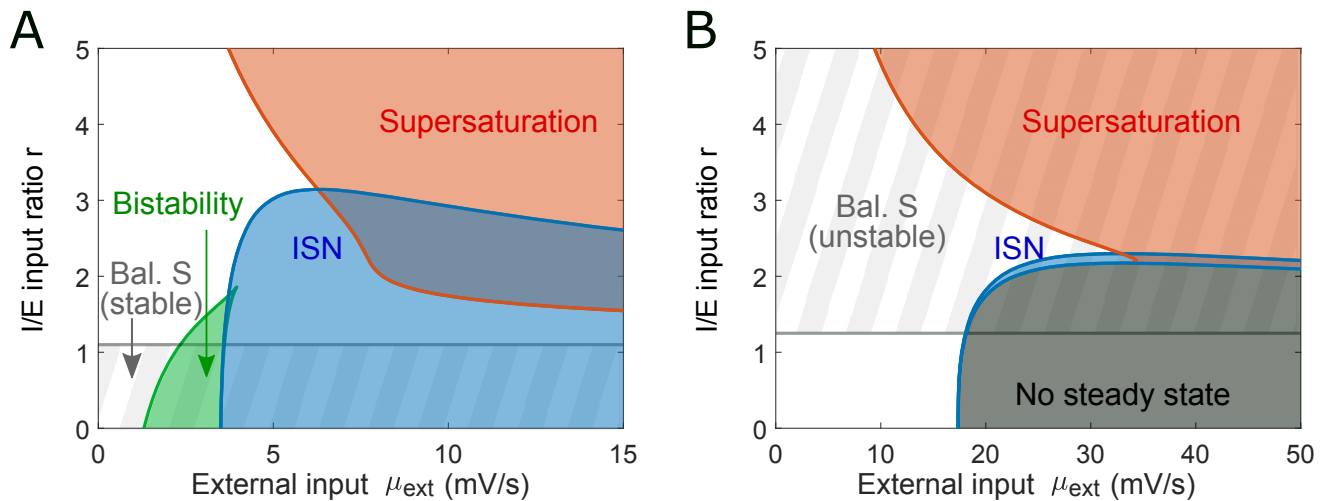 A
I/E input ratio r
5
4
3
2
1
0
Supersaturation
Bistability
ISN
Bal. S
(stable)
0
5
10
15
External input μext (mV/s)
B
I/E input ratio r
5
4
3
2
1
0
Supersaturation
Bal. S
(unstable)
ISN
No steady state
0
10
20
30
40
50
External input μext (mV/s)